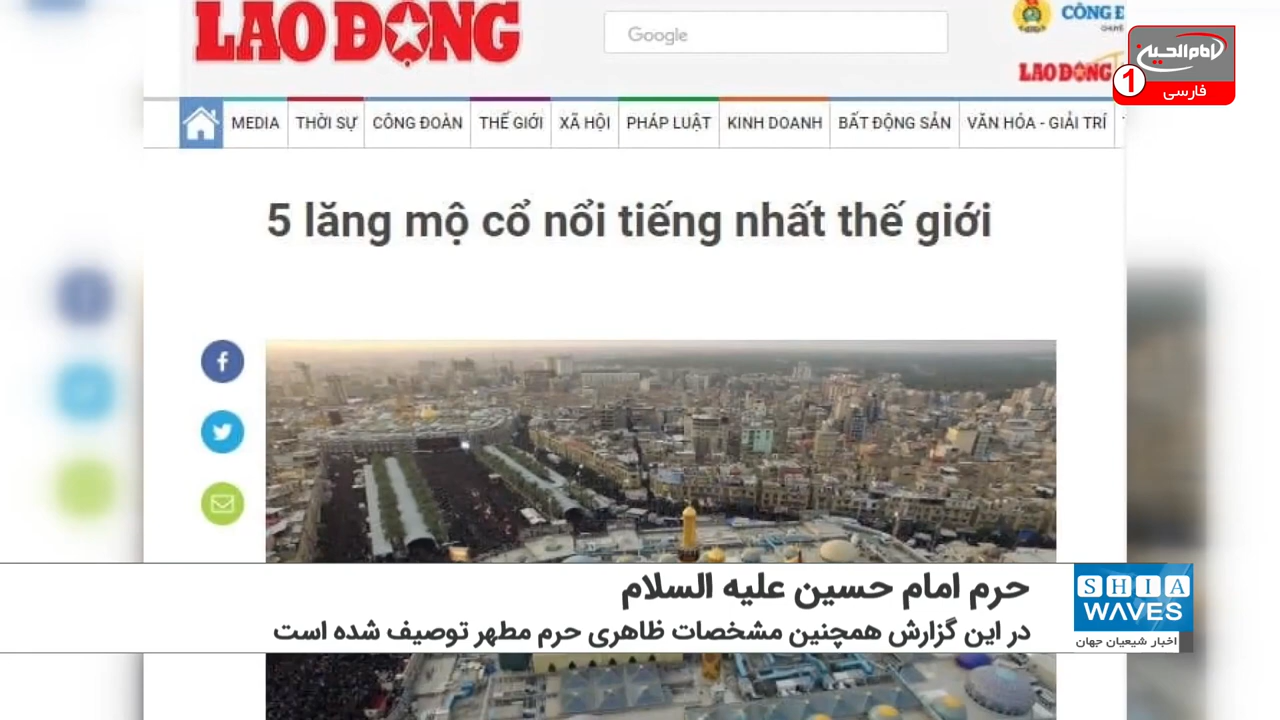 LAO ĐỘNG
Google
CÔNG Đ
LAO ĐỘNG
امام الحسین
1
فارسی
MEDIA THỜI SỰ CÔNG ĐOÀN THẾ GIỚI XÃ HỘI PHÁP LUẬT KINH DOANH BẤT ĐỘNG SẢN VĂN HÓA - GIẢI TRÍ
5 lăng mộ cổ nổi tiếng nhất thế giới
حرم امام حسین علیه السلام
در این گزارش همچنین مشخصات ظاهری حرم مطهر توصیف شده است
SHIA
WAVES
اخبار شیعیان جهان